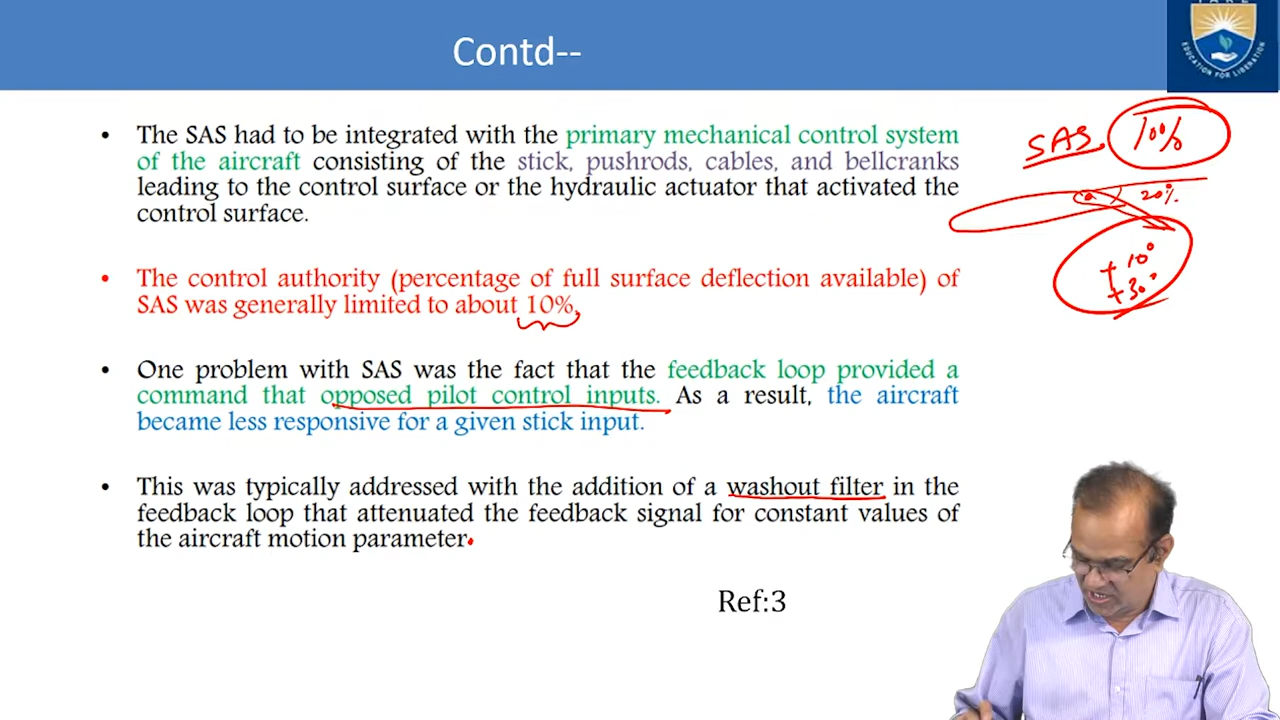 Contd--
EDUCATION FOR LIBERATION
• The SAS had to be integrated with the primary mechanical control system
of the aircraft consisting of the stick, pushrods, cables, and bellcranks
leading to the control surface or the hydraulic actuator that activated the
control surface.
SAS 100%
20%.
+10°
+30°
• The control authority (percentage of full surface deflection available) of
SAS was generally limited to about 10%.
• One problem with SAS was the fact that the feedback loop provided a
command that opposed pilot control inputs. As a result, the aircraft
became less responsive for a given stick input.
• This was typically addressed with the addition of a washout filter in the
feedback loop that attenuated the feedback signal for constant values of
the aircraft motion parameter.
Ref:3